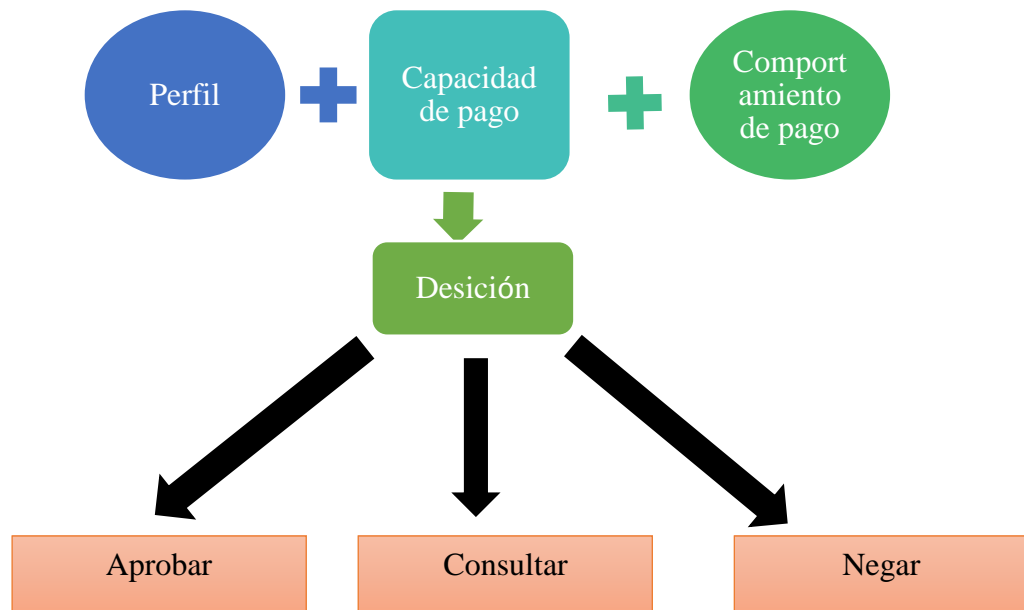 Perfil
Capacidad
de pago
Comport
amiento
de pago
Desición
Aprobar
Consultar
Negar